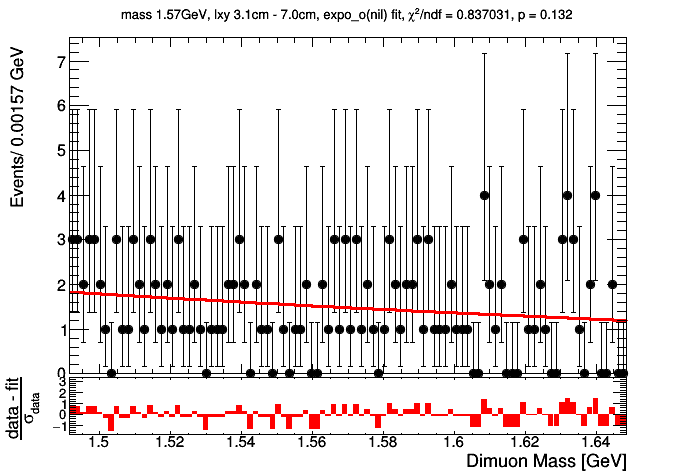 mass 1.57GeV, lxy 3.1cm - 7.0cm, expo_o(nil) fit, χ²/ndf = 0.837031, p = 0.132
Events/ 0.00157 GeV
7
6
5
4
3
2
1
0
data - fit
σdata
3
2
1
0
−1
1.5 1.52 1.54 1.56 1.58 1.6 1.62 1.64
Dimuon Mass [GeV]